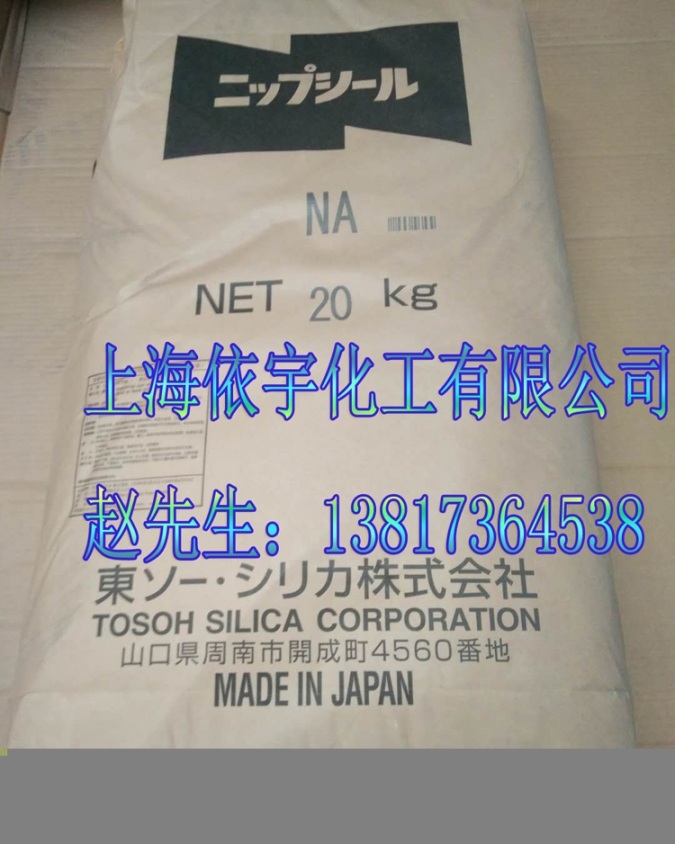 ニップシール
NA
NET 20 kg
上海依宇化工有限公司
赵先生：13817364538
東ソー・シリカ株式会社
TOSOH SILICA CORPORATION
山口県周南市開成町4560番地
MADE IN JAPAN